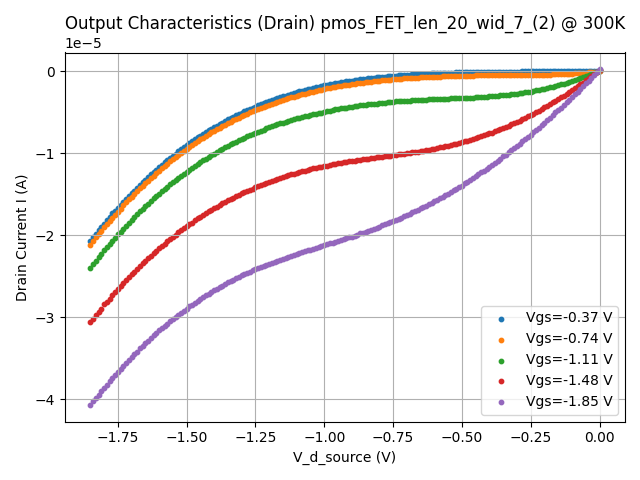 Output Characteristics (Drain) pmos_FET_len_20_wid_7_(2) @ 300K
1e−5
0
−1
−2
−3
−4
Drain Current I (A)
−1.75
−1.50
−1.25
−1.00
−0.75
−0.50
−0.25
0.00
V_d_source (V)
Vgs=-0.37 V
Vgs=-0.74 V
Vgs=-1.11 V
Vgs=-1.48 V
Vgs=-1.85 V